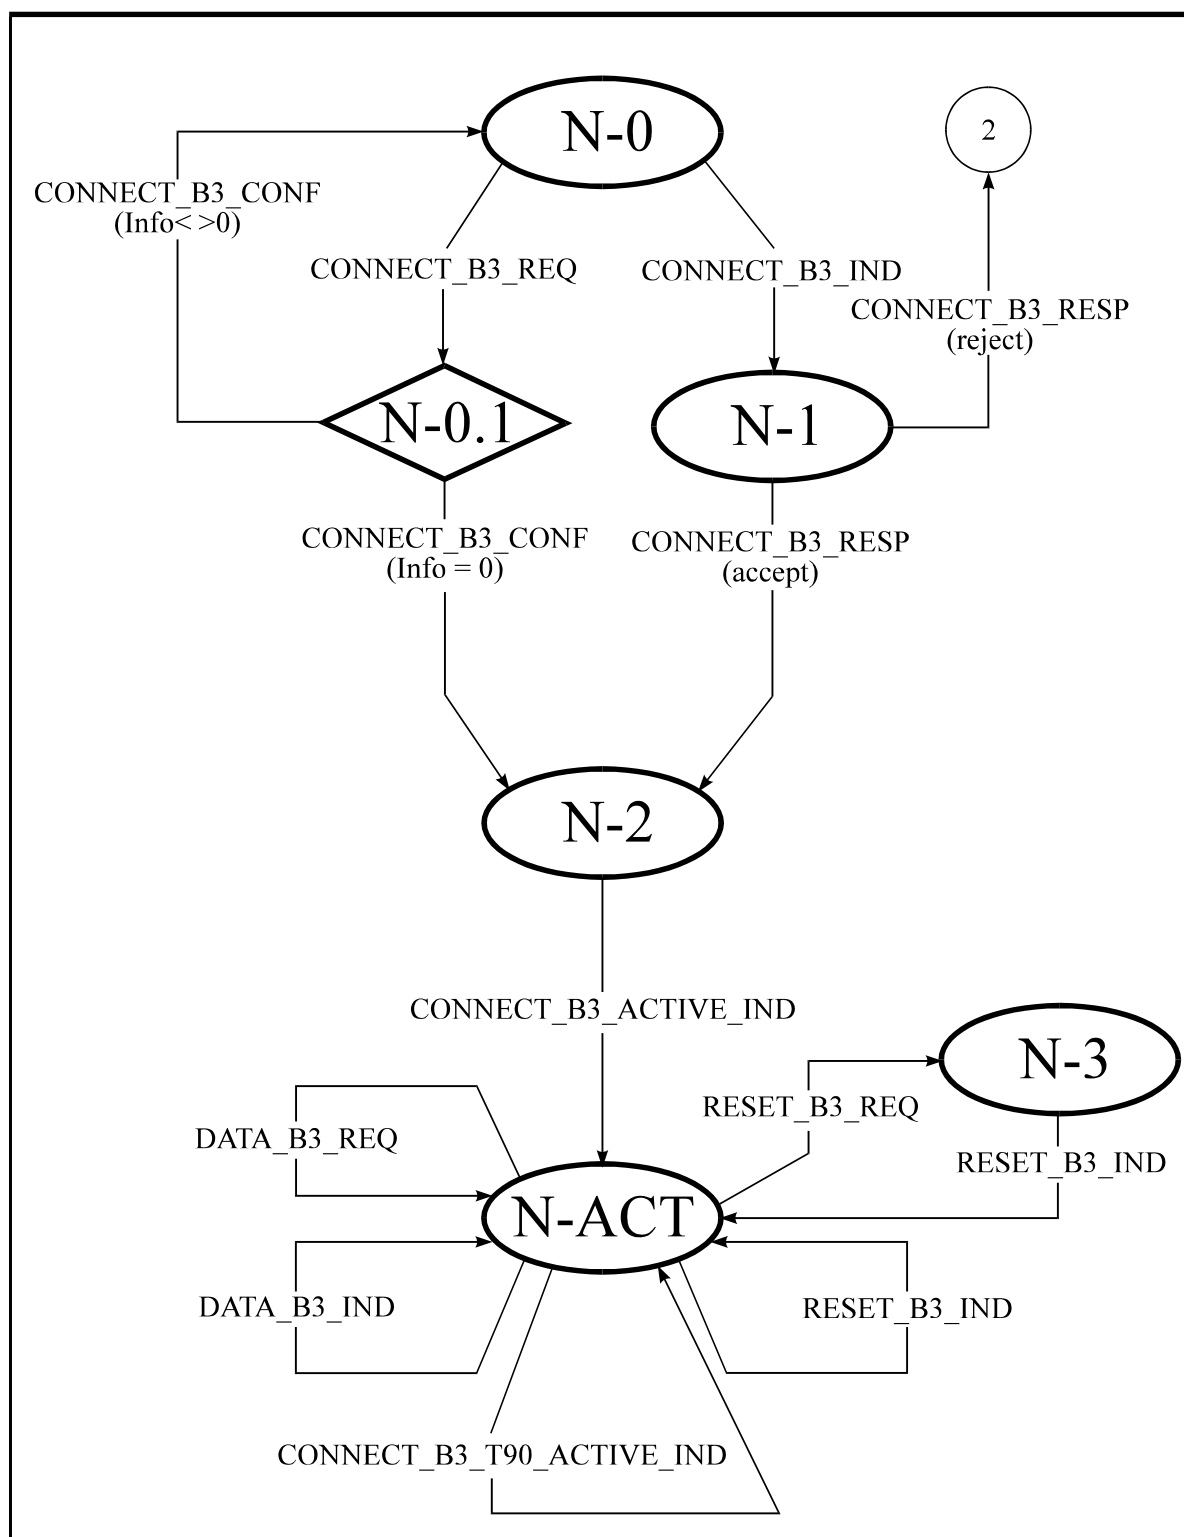 N-0
2
CONNECT_B3_CONF
(Info< >0)
CONNECT_B3_REQ
CONNECT_B3_IND
CONNECT_B3_RESP
(reject)
N-0.1
N-1
CONNECT_B3_CONF
(Info = 0)
CONNECT_B3_RESP
(accept)
N-2
CONNECT_B3_ACTIVE_IND
N-3
RESET_B3_REQ
DATA_B3_REQ
RESET_B3_IND
N-ACT
DATA_B3_IND
RESET_B3_IND
CONNECT_B3_T90_ACTIVE_IND